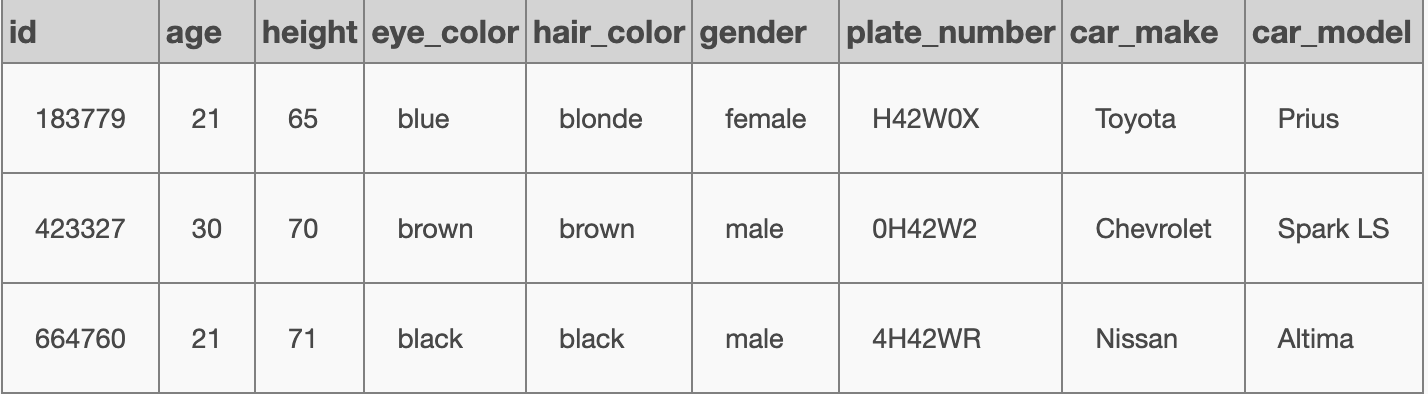 id age height eye_color hair_color gender plate_number car_make car_model
183779 21 65 blue blonde female H42W0X Toyota Prius
423327 30 70 brown brown male 0H42W2 Chevrolet Spark LS
664760 21 71 black black male 4H42WR Nissan Altima